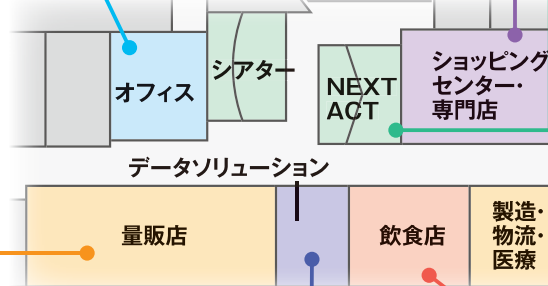 オフィス
シアター
NEXT
ACT
ショッピング
センター・
専門店
データソリューション
量販店
飲食店
製造・
物流・
医療